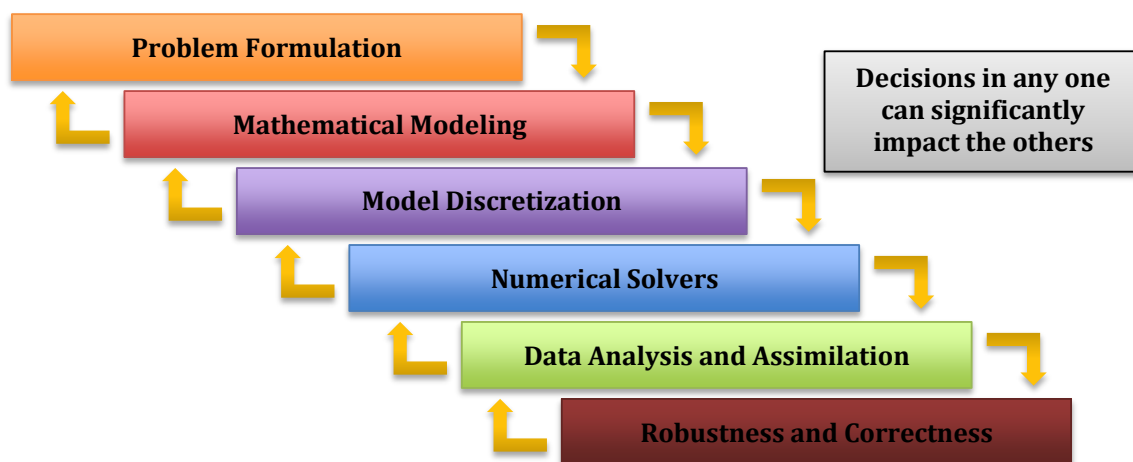 Problem Formulation
Decisions in any one
can significantly
impact the others
Mathematical Modeling
Model Discretization
Numerical Solvers
Data Analysis and Assimilation
Robustness and Correctness